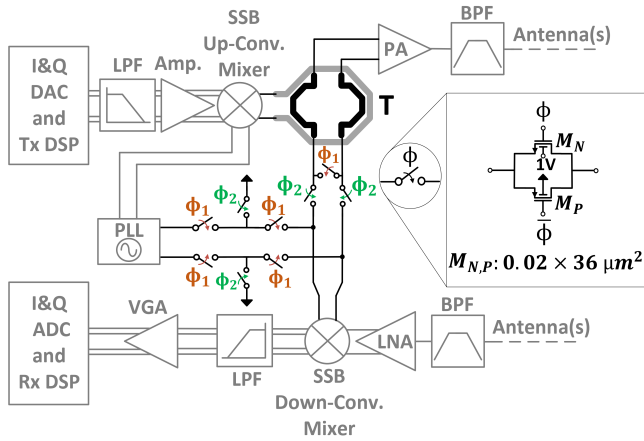 SSB
Up-Conv.
Mixer
BPF
Antenna(s)
I&Q
DAC
and
Tx DSP
LPF
Amp.
PA
T
ϕ₁
ϕ
ϕ
M_N
1V
M_P
ϕ̅
M_{N,P}: 0.02 × 36 μm²
ϕ₂
ϕ₂
ϕ₁
ϕ₂
ϕ₁
PLL
ϕ₁
ϕ₂
ϕ₁
I&Q
ADC
and
Rx DSP
VGA
LPF
SSB
Down-Conv.
Mixer
LNA
BPF
Antenna(s)